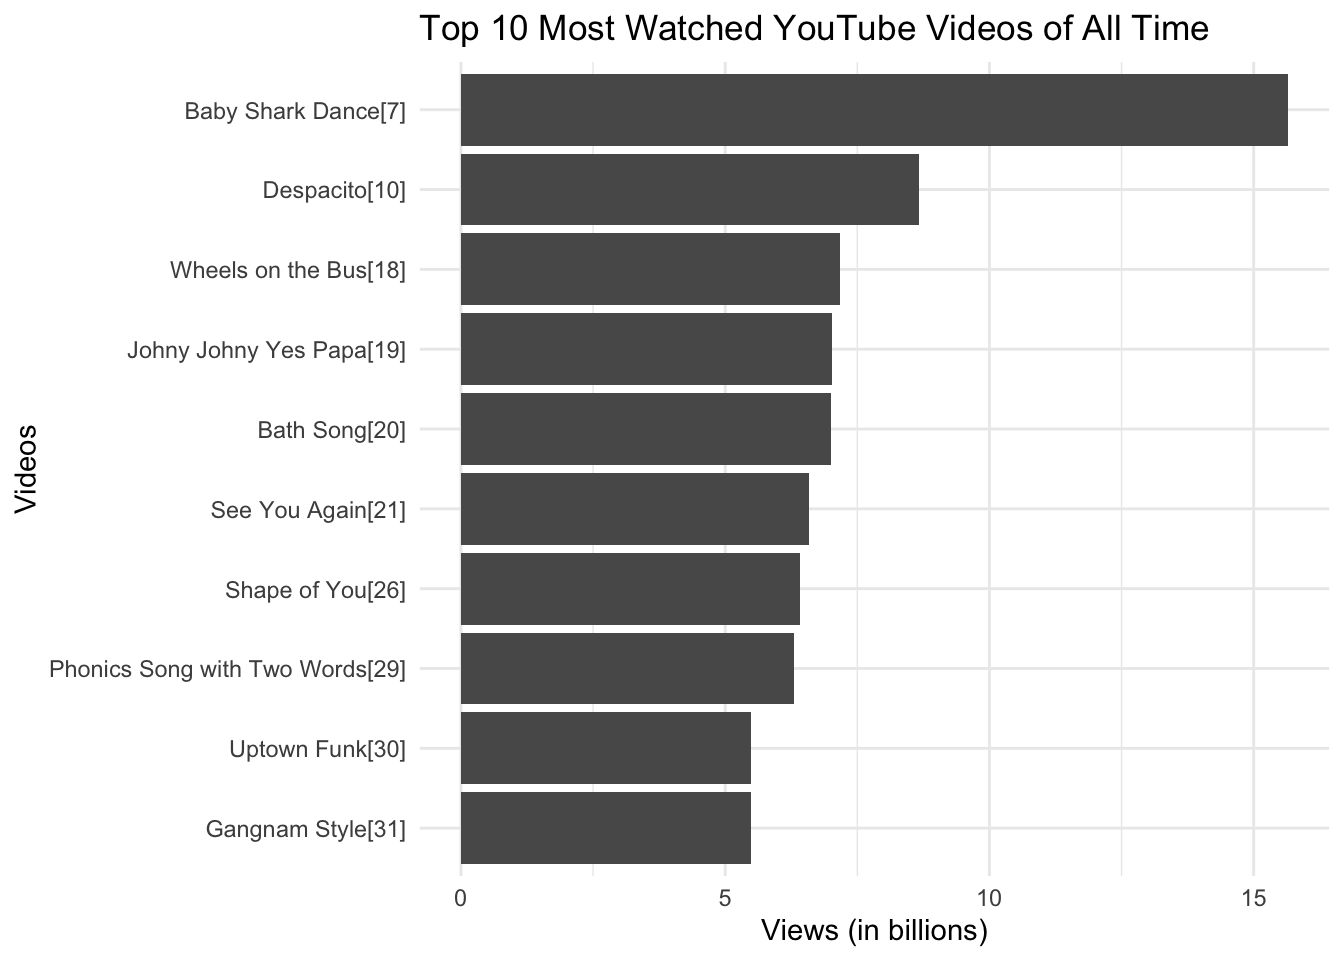 Top 10 Most Watched YouTube Videos of All Time
Videos
Baby Shark Dance[7]
Despacito[10]
Wheels on the Bus[18]
Johny Johny Yes Papa[19]
Bath Song[20]
See You Again[21]
Shape of You[26]
Phonics Song with Two Words[29]
Uptown Funk[30]
Gangnam Style[31]
0 5 10 15
Views (in billions)